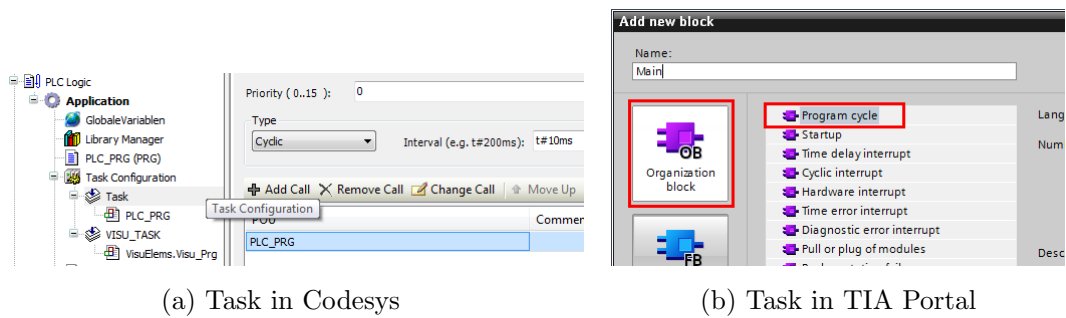 PLC Logic
Application
GlobaleVariablen
Library Manager
PLC_PRG (PRG)
Task Configuration
Task
PLC_PRG
VISU_TASK
VisuElems.Visu_Prg
Task Configuration
Priority ( 0..15 ): 0
Type
Cyclic Interval (e.g. t#200ms): t#10ms
Add Call Remove Call Change Call Move Up
POU Commen
PLC_PRG
(a) Task in Codesys
Add new block
Name:
Main
OB
Organization
block
FB
Program cycle
Startup
Time delay interrupt
Cyclic interrupt
Hardware interrupt
Time error interrupt
Diagnostic error interrupt
Pull or plug of modules
Lang
Num
Desc
(b) Task in TIA Portal